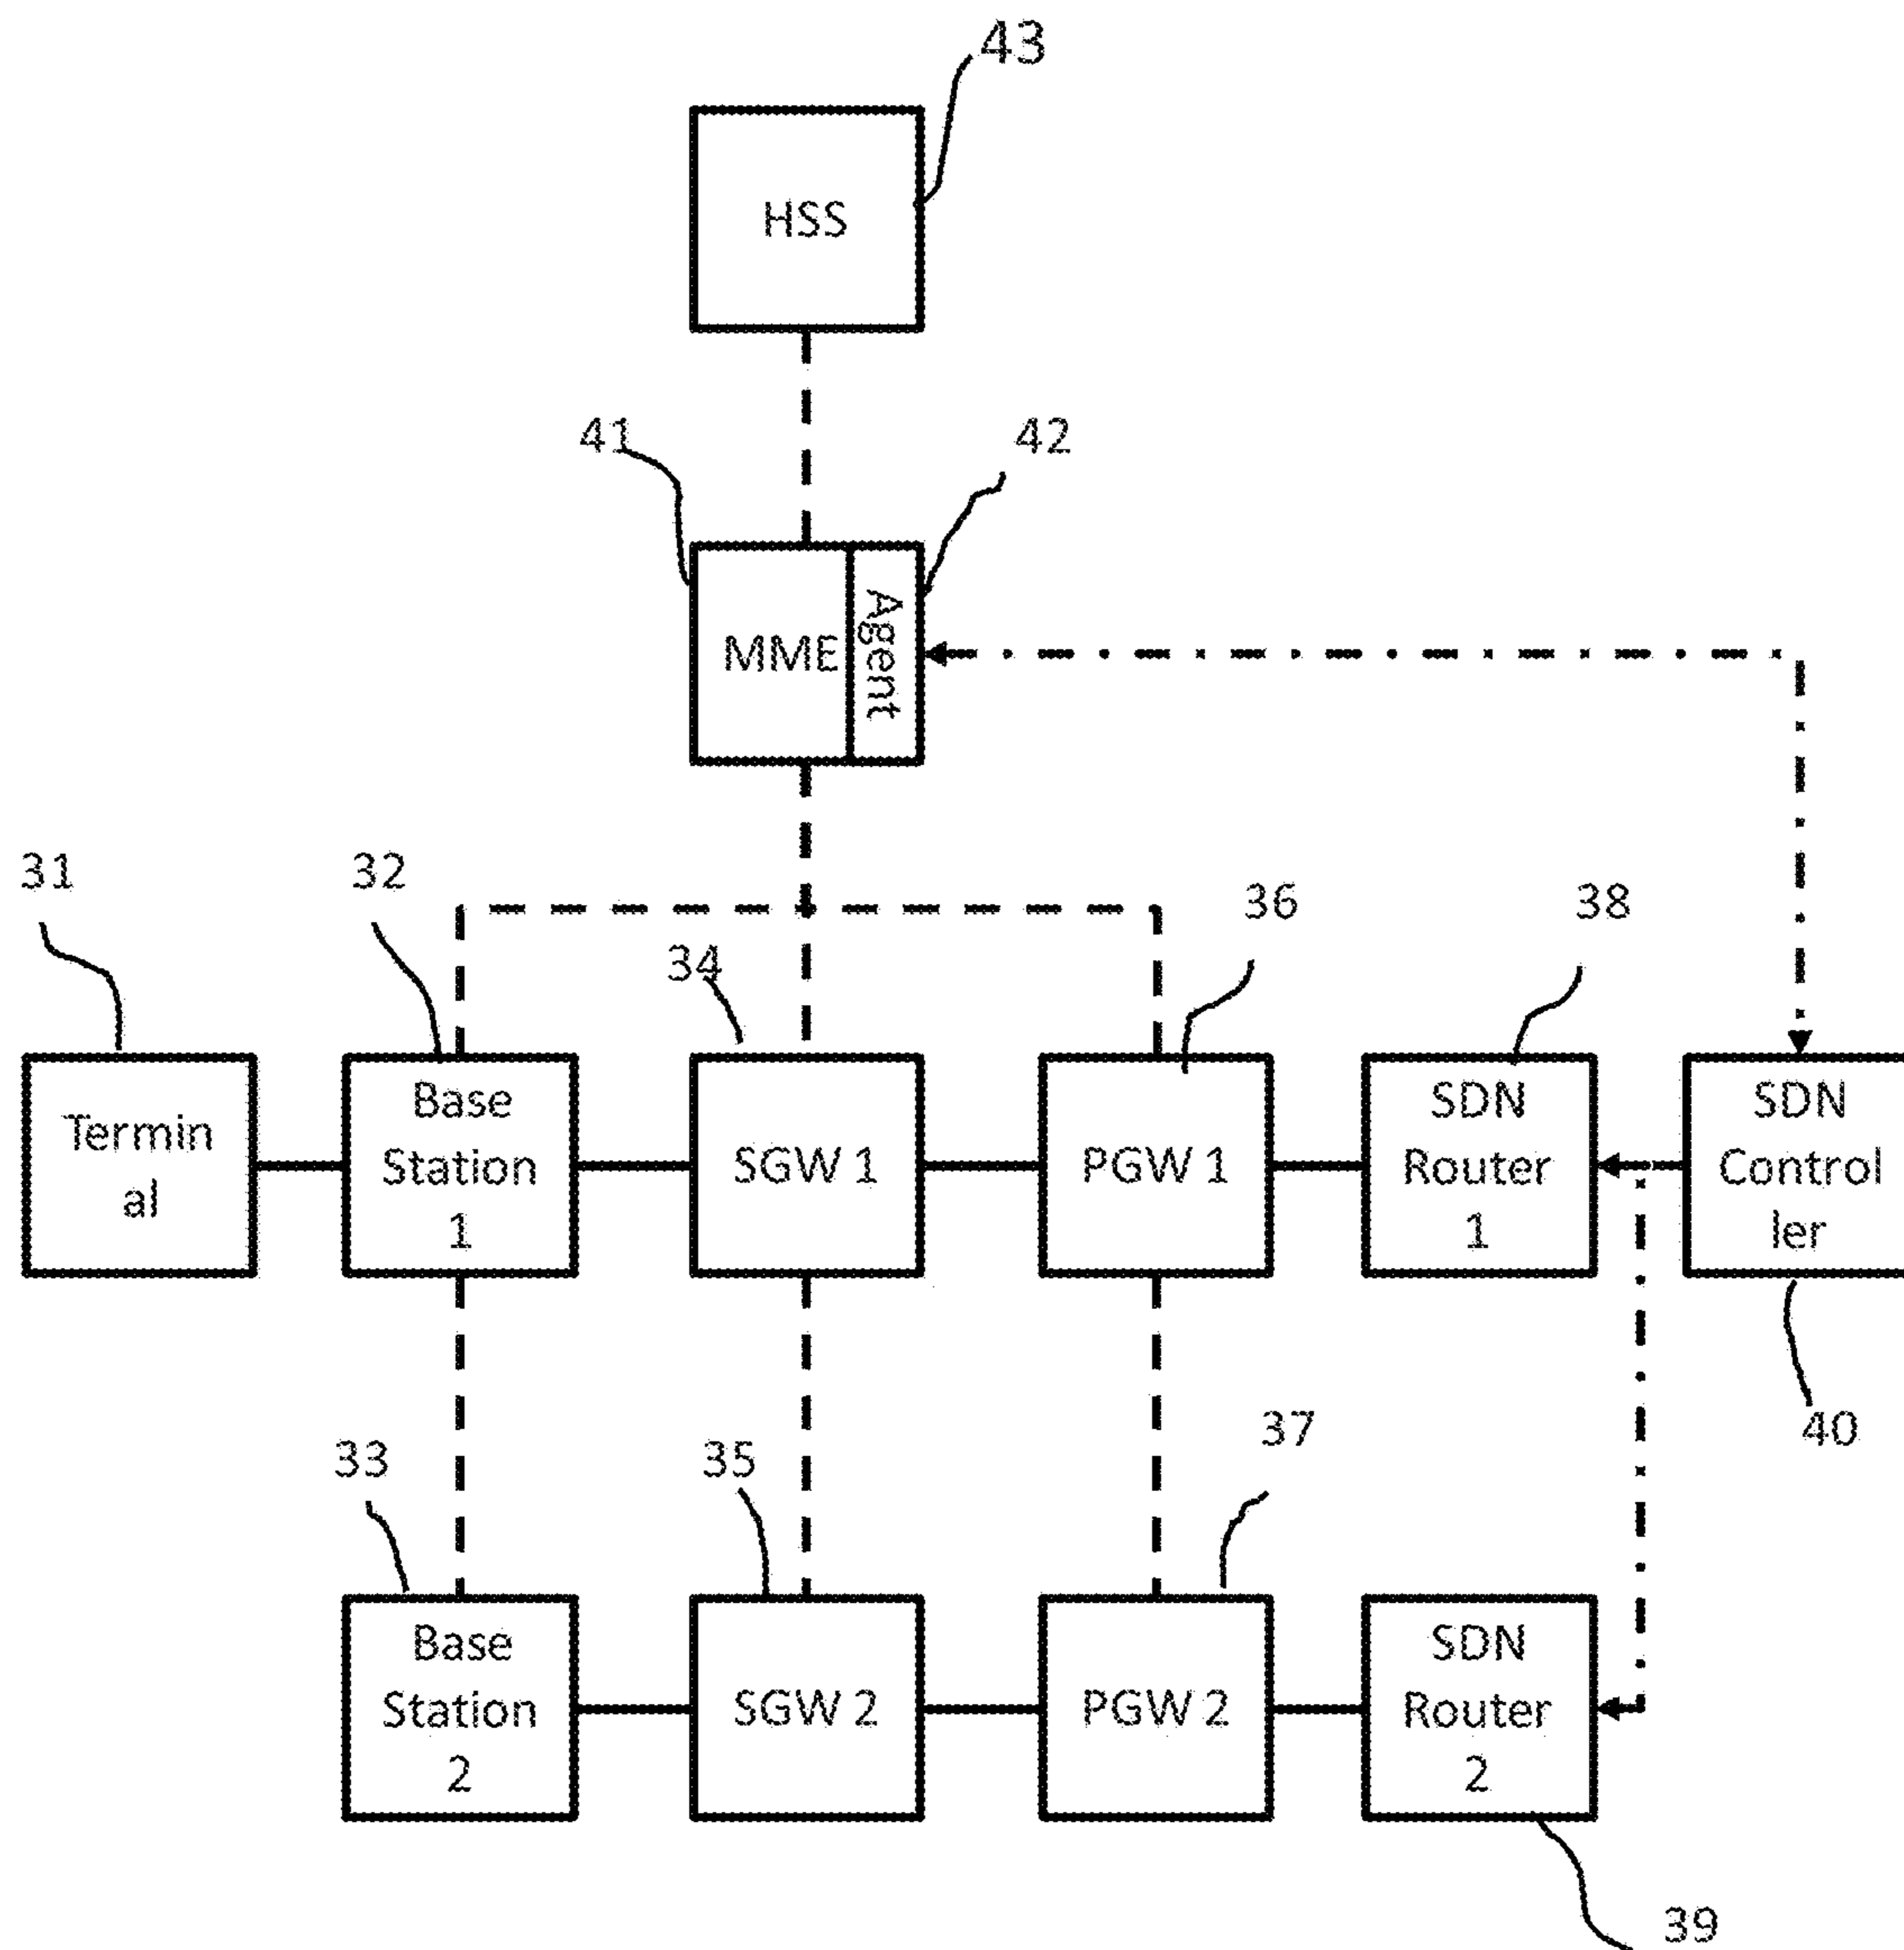 43
HSS
41
42
MME
Agent
31
32
34
36
38
Termin
al
Base
Station
1
SGW 1
PGW 1
SDN
Router
1
SDN
Control
ler
40
33
35
37
Base
Station
2
SGW 2
PGW 2
SDN
Router
2
39